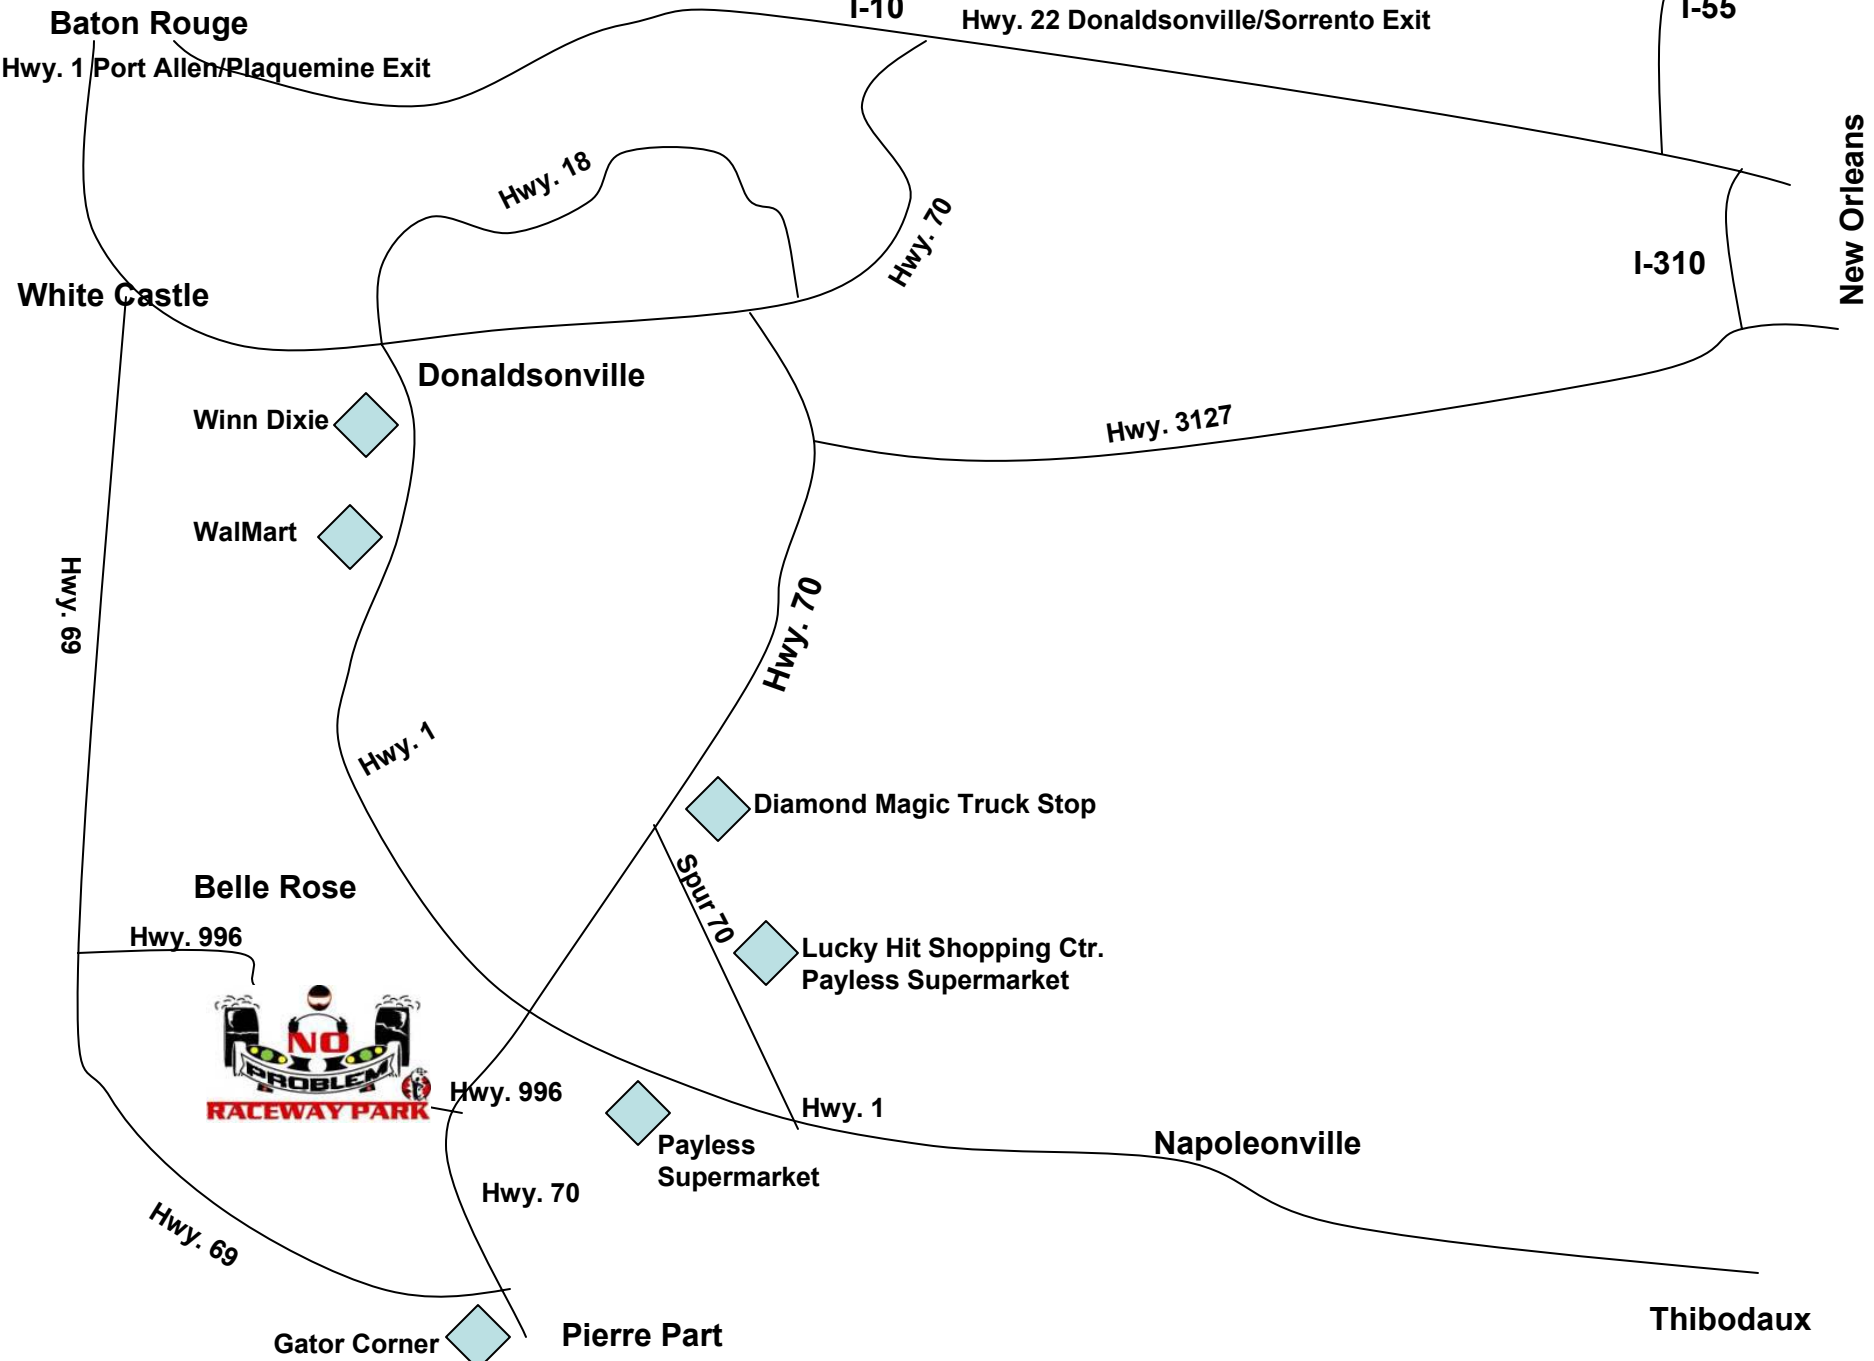 I-10
I-55
Baton Rouge
Hwy. 22 Donaldsonville/Sorrento Exit
Hwy. 1 Port Allen/Plaquemine Exit
Hwy. 18
New Orleans
Hwy. 70
I-310
White Castle
Donaldsonville
Winn Dixie
Hwy. 3127
WalMart
Hwy. 69
Hwy. 70
Hwy. 1
Diamond Magic Truck Stop
Spur 70
Belle Rose
Hwy. 996
Lucky Hit Shopping Ctr.
Payless Supermarket
NO
PROBLEM
RACEWAY PARK
Hwy. 996
Hwy. 1
Payless
Supermarket
Napoleonville
Hwy. 70
Hwy. 69
Thibodaux
Gator Corner
Pierre Part